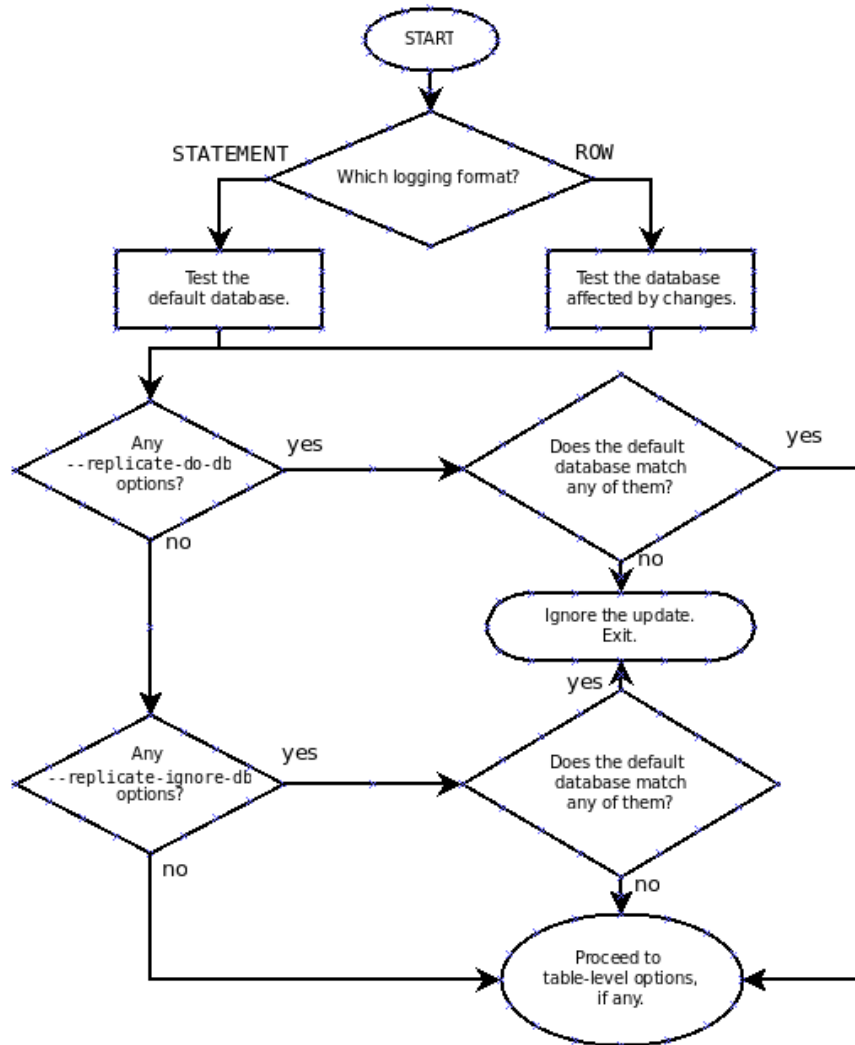 START
STATEMENT
ROW
Which logging format?
Test the
default database.
Test the database
affected by changes.
Any
--replicate-do-db
options?
yes
Does the default
database match
any of them?
yes
no
no
Ignore the update.
Exit.
yes
Any
--replicate-ignore-db
options?
yes
Does the default
database match
any of them?
no
no
Proceed to
table-level options,
if any.